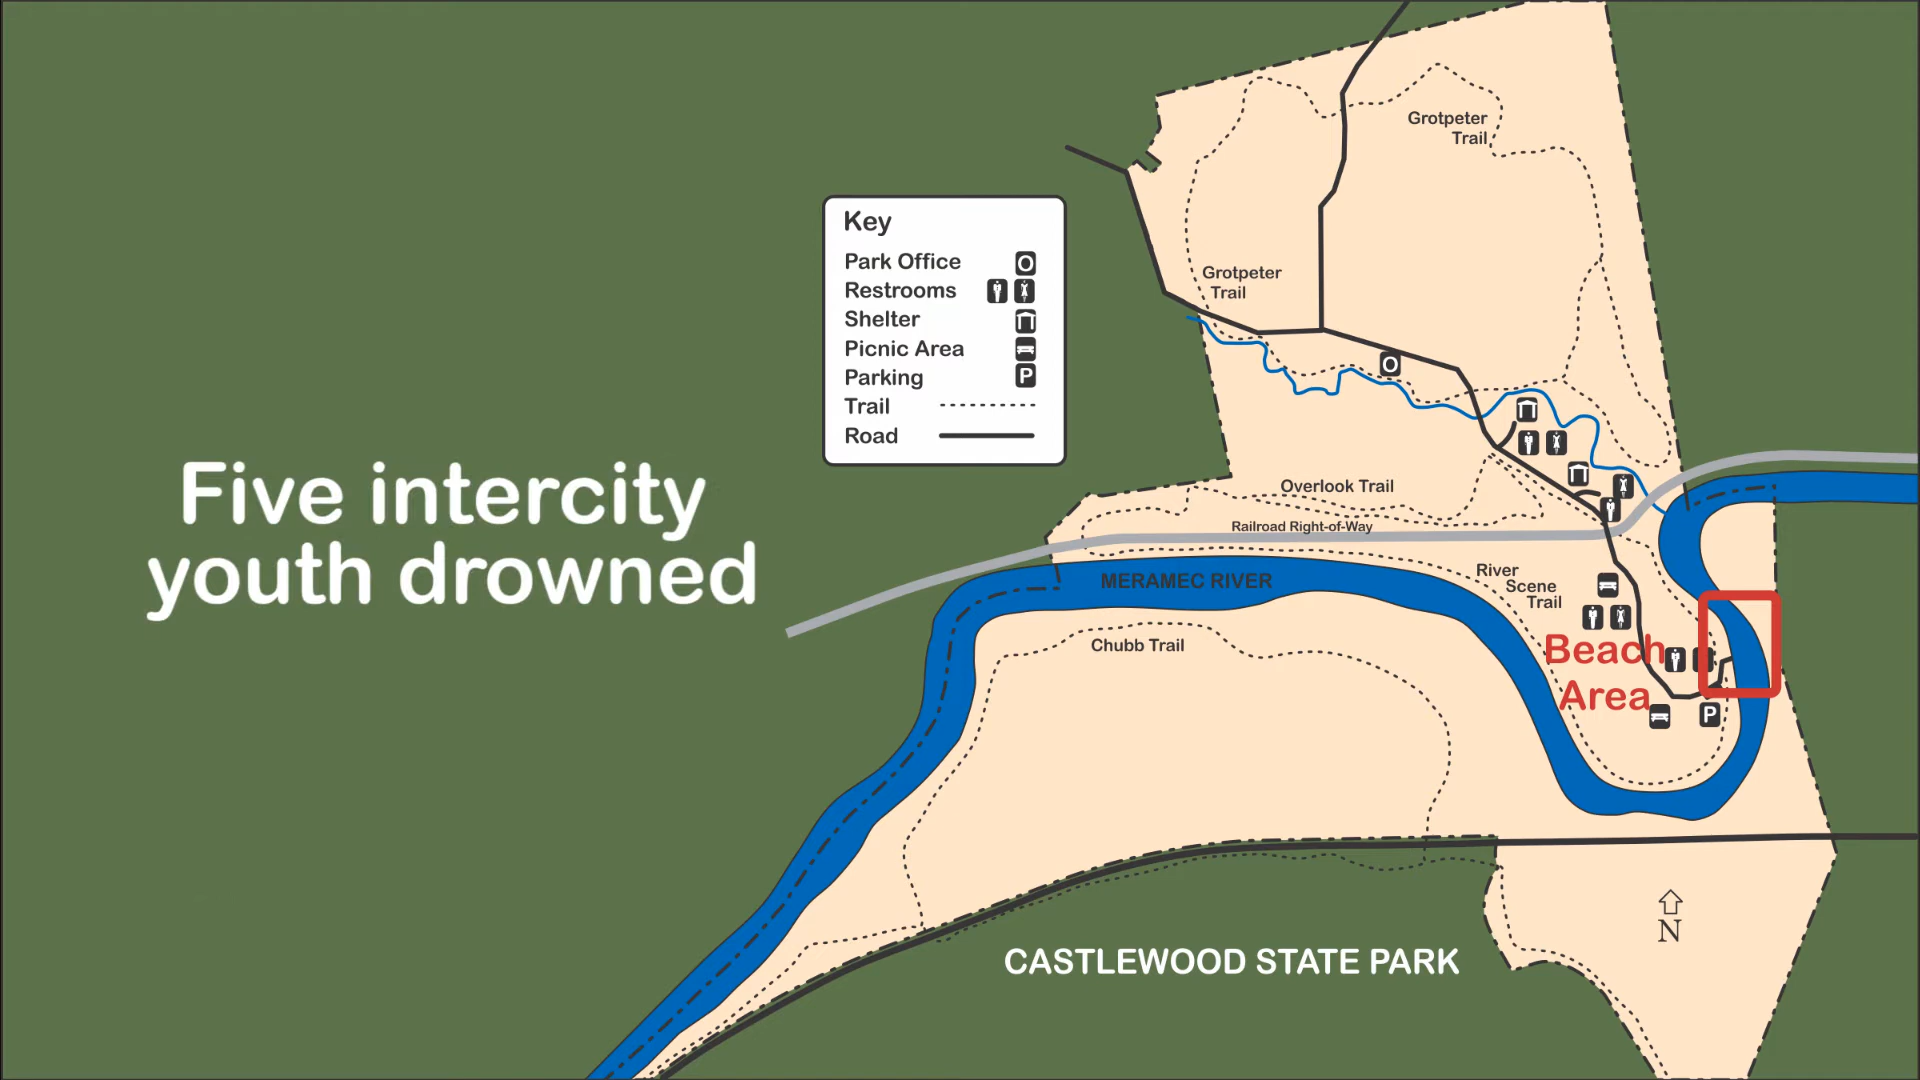 Five intercity
youth drowned
Key
Park Office O
Restrooms
Shelter
Picnic Area
Parking P
Trail
Road
Grotpeter
Trail
Grotpeter
Trail
O
Overlook Trail
Railroad Right-of-Way
MERAMEC RIVER
River
Scene
Trail
Chubb Trail
Beach
Area
P
N
CASTLEWOOD STATE PARK